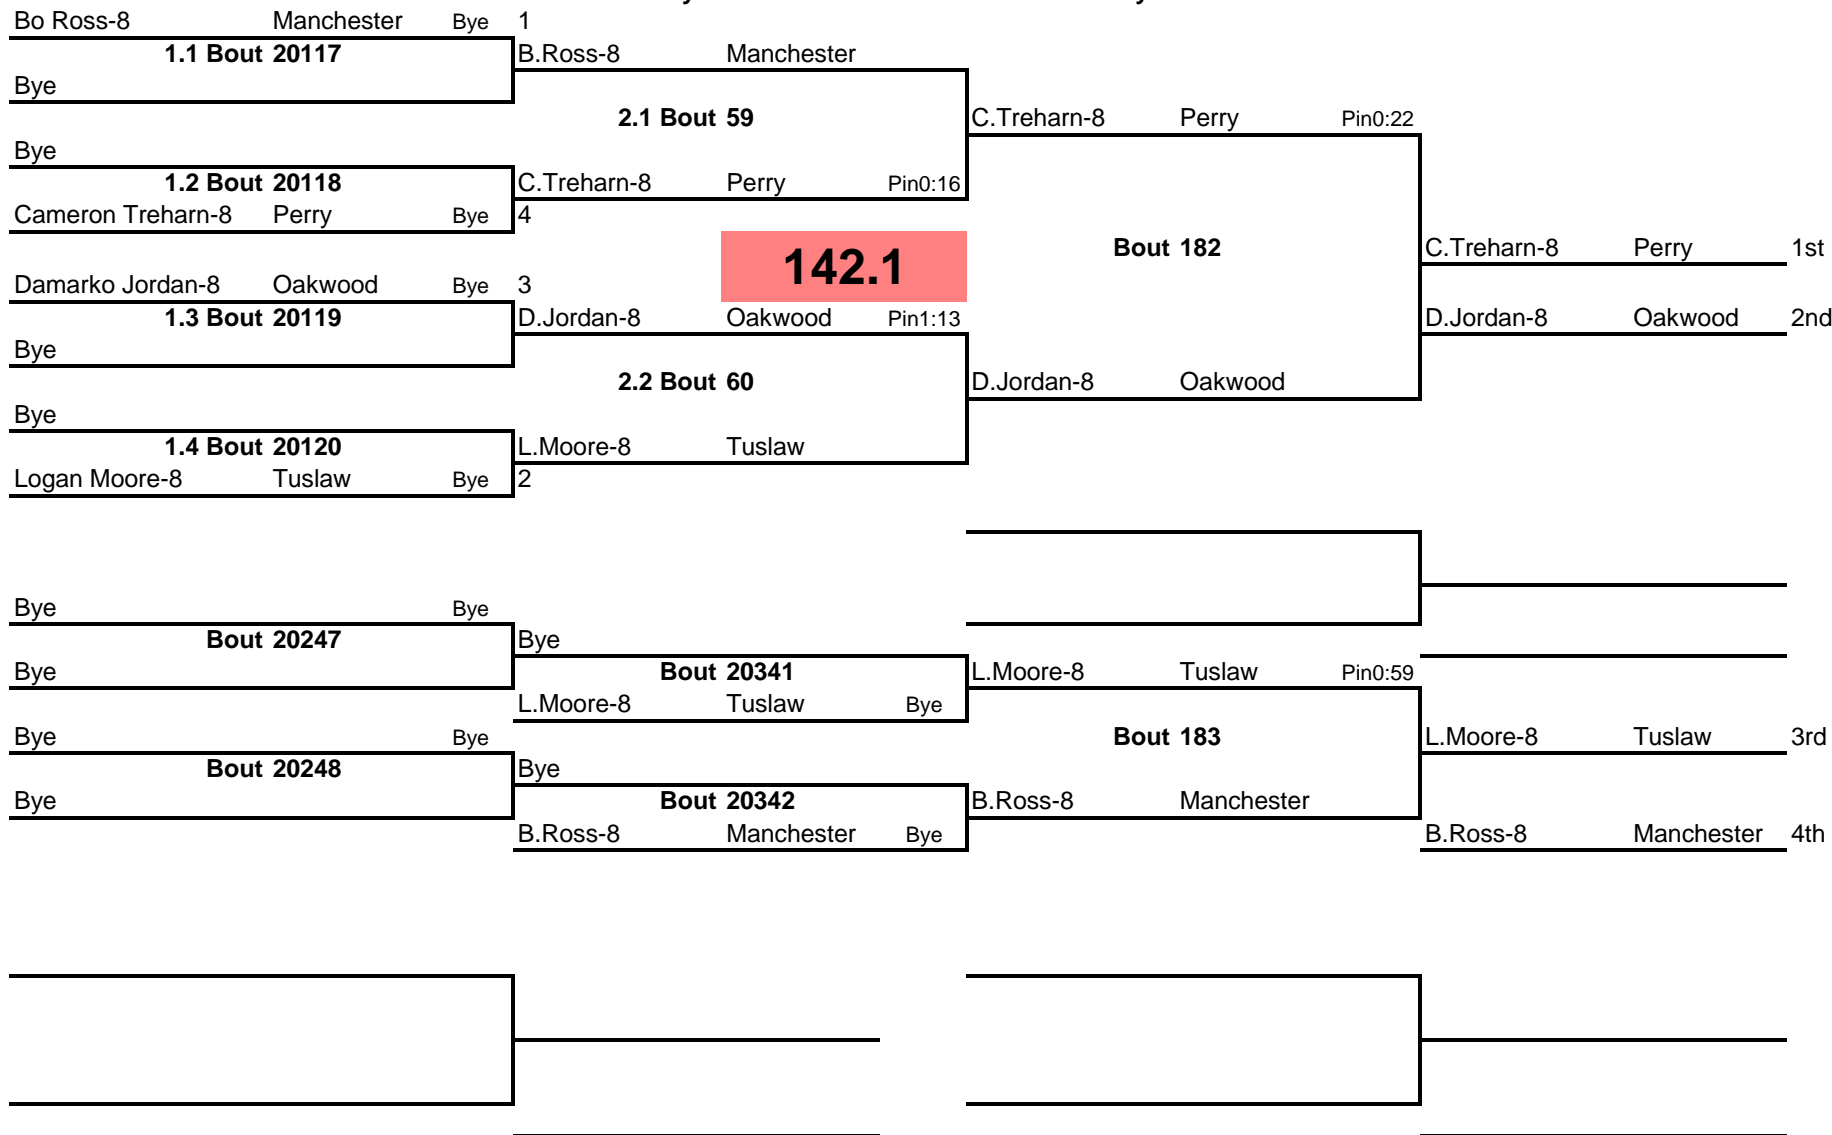 Bo Ross-8 Manchester Bye 1
1.1 Bout 20117 B.Ross-8 Manchester
Bye
2.1 Bout 59 C.Treharn-8 Perry Pin0:22
Bye
1.2 Bout 20118 C.Treharn-8 Perry Pin0:16
Cameron Treharn-8 Perry Bye 4
142.1 Bout 182 C.Treharn-8 Perry 1st
Damarko Jordan-8 Oakwood Bye 3
1.3 Bout 20119 D.Jordan-8 Oakwood Pin1:13 D.Jordan-8 Oakwood 2nd
Bye
2.2 Bout 60 D.Jordan-8 Oakwood
Bye
1.4 Bout 20120 L.Moore-8 Tuslaw
Logan Moore-8 Tuslaw Bye 2
Bye Bye
Bout 20247 Bye
Bye Bout 20341 L.Moore-8 Tuslaw Pin0:59
L.Moore-8 Tuslaw Bye
Bye Bye Bout 183 L.Moore-8 Tuslaw 3rd
Bout 20248 Bye
Bye Bout 20342 B.Ross-8 Manchester
B.Ross-8 Manchester Bye B.Ross-8 Manchester 4th